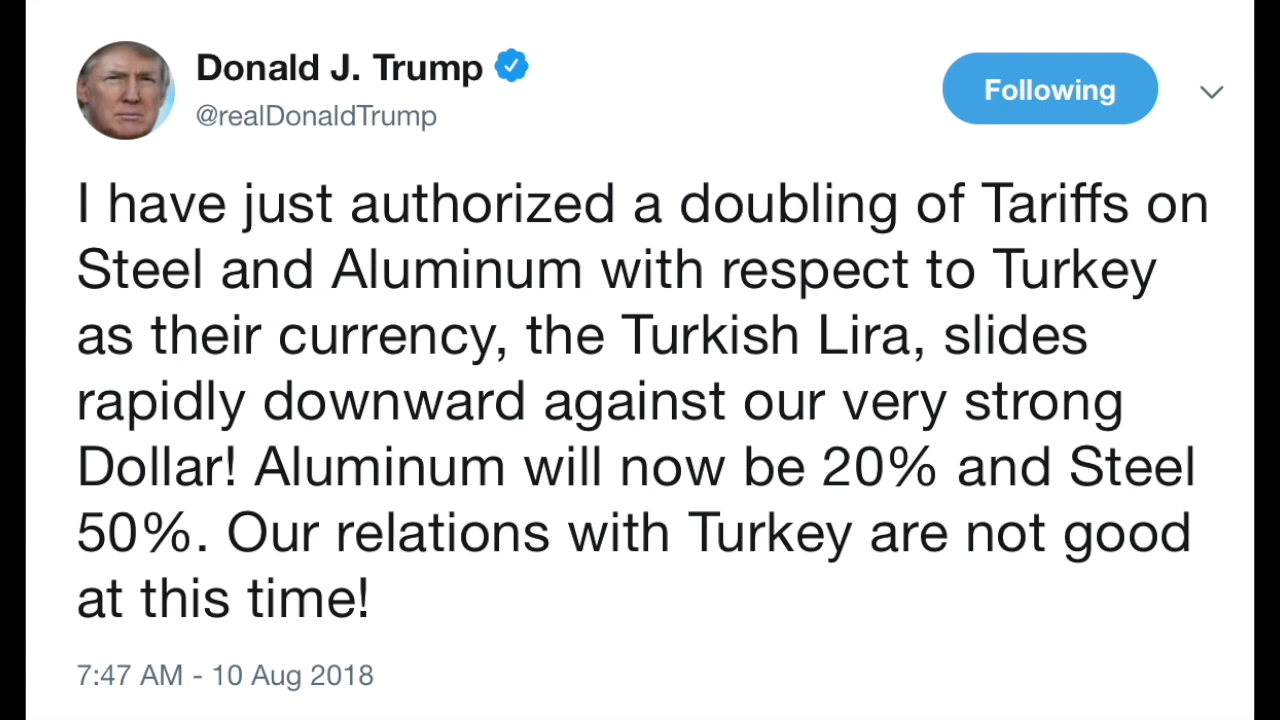 Donald J. Trump
@realDonaldTrump
Following
I have just authorized a doubling of Tariffs on
Steel and Aluminum with respect to Turkey
as their currency, the Turkish Lira, slides
rapidly downward against our very strong
Dollar! Aluminum will now be 20% and Steel
50%. Our relations with Turkey are not good
at this time!
7:47 AM - 10 Aug 2018